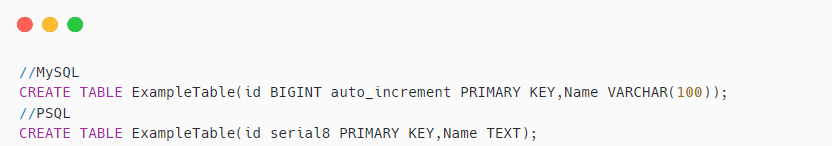 //MySQL
CREATE TABLE ExampleTable(id BIGINT auto_increment PRIMARY KEY,Name VARCHAR(100));
//PSQL
CREATE TABLE ExampleTable(id serial8 PRIMARY KEY,Name TEXT);